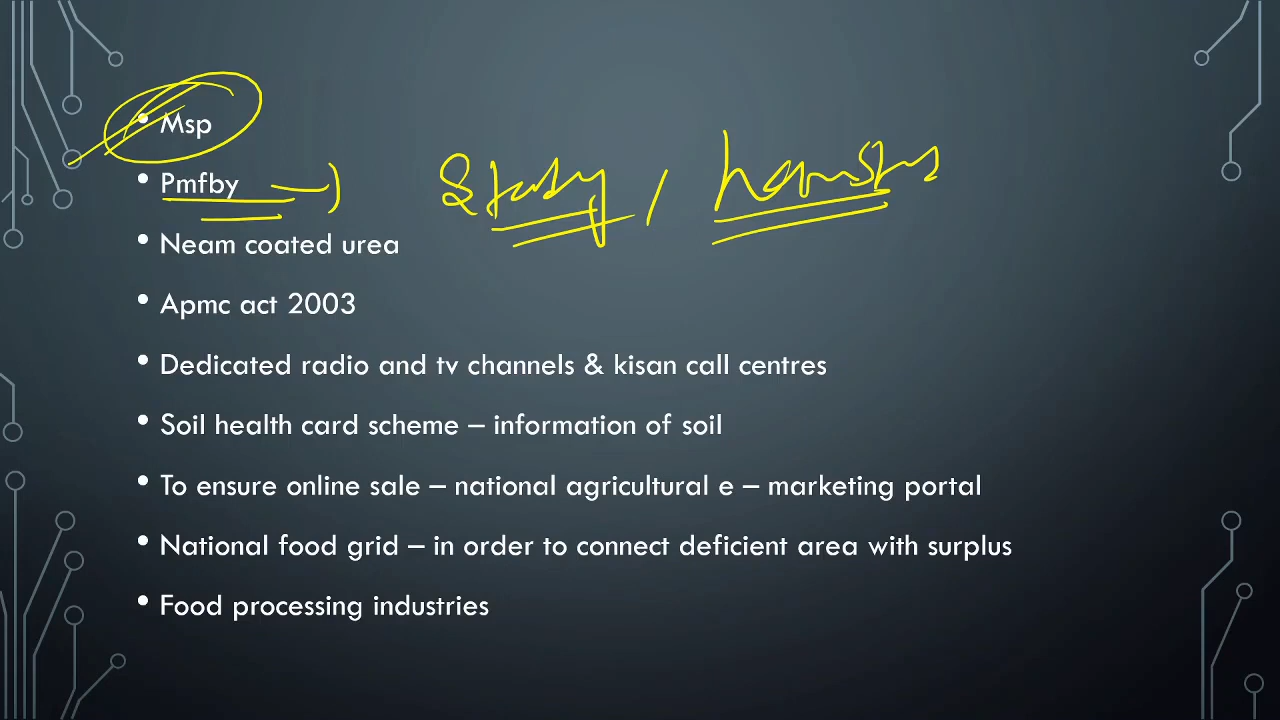 • Msp
• Pmfby
• Neam coated urea
• Apmc act 2003
• Dedicated radio and tv channels & kisan call centres
• Soil health card scheme – information of soil
• To ensure online sale – national agricultural e – marketing portal
• National food grid – in order to connect deficient area with surplus
• Food processing industries